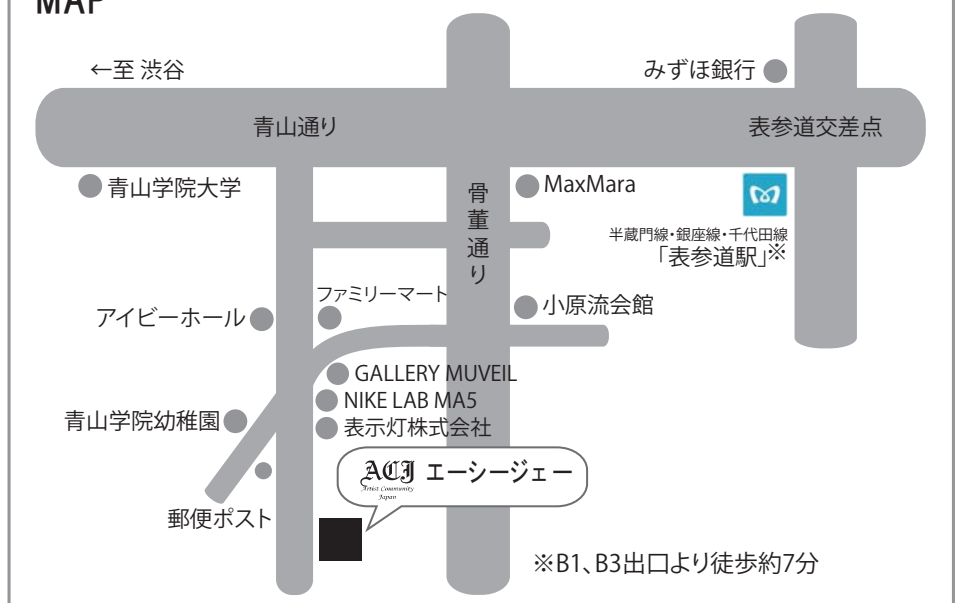 MAP
←至 渋谷
みずほ銀行
青山通り
表参道交差点
青山学院大学
骨董通り
MaxMara
半蔵門線・銀座線・千代田線
「表参道駅」※
ファミリーマート
アイビーホール
小原流会館
GALLERY MUVEIL
NIKE LAB MA5
青山学院幼稚園
表示灯株式会社
ACJ エーシージェー
Artist Community
Japan
郵便ポスト
※B1、B3出口より徒歩約7分